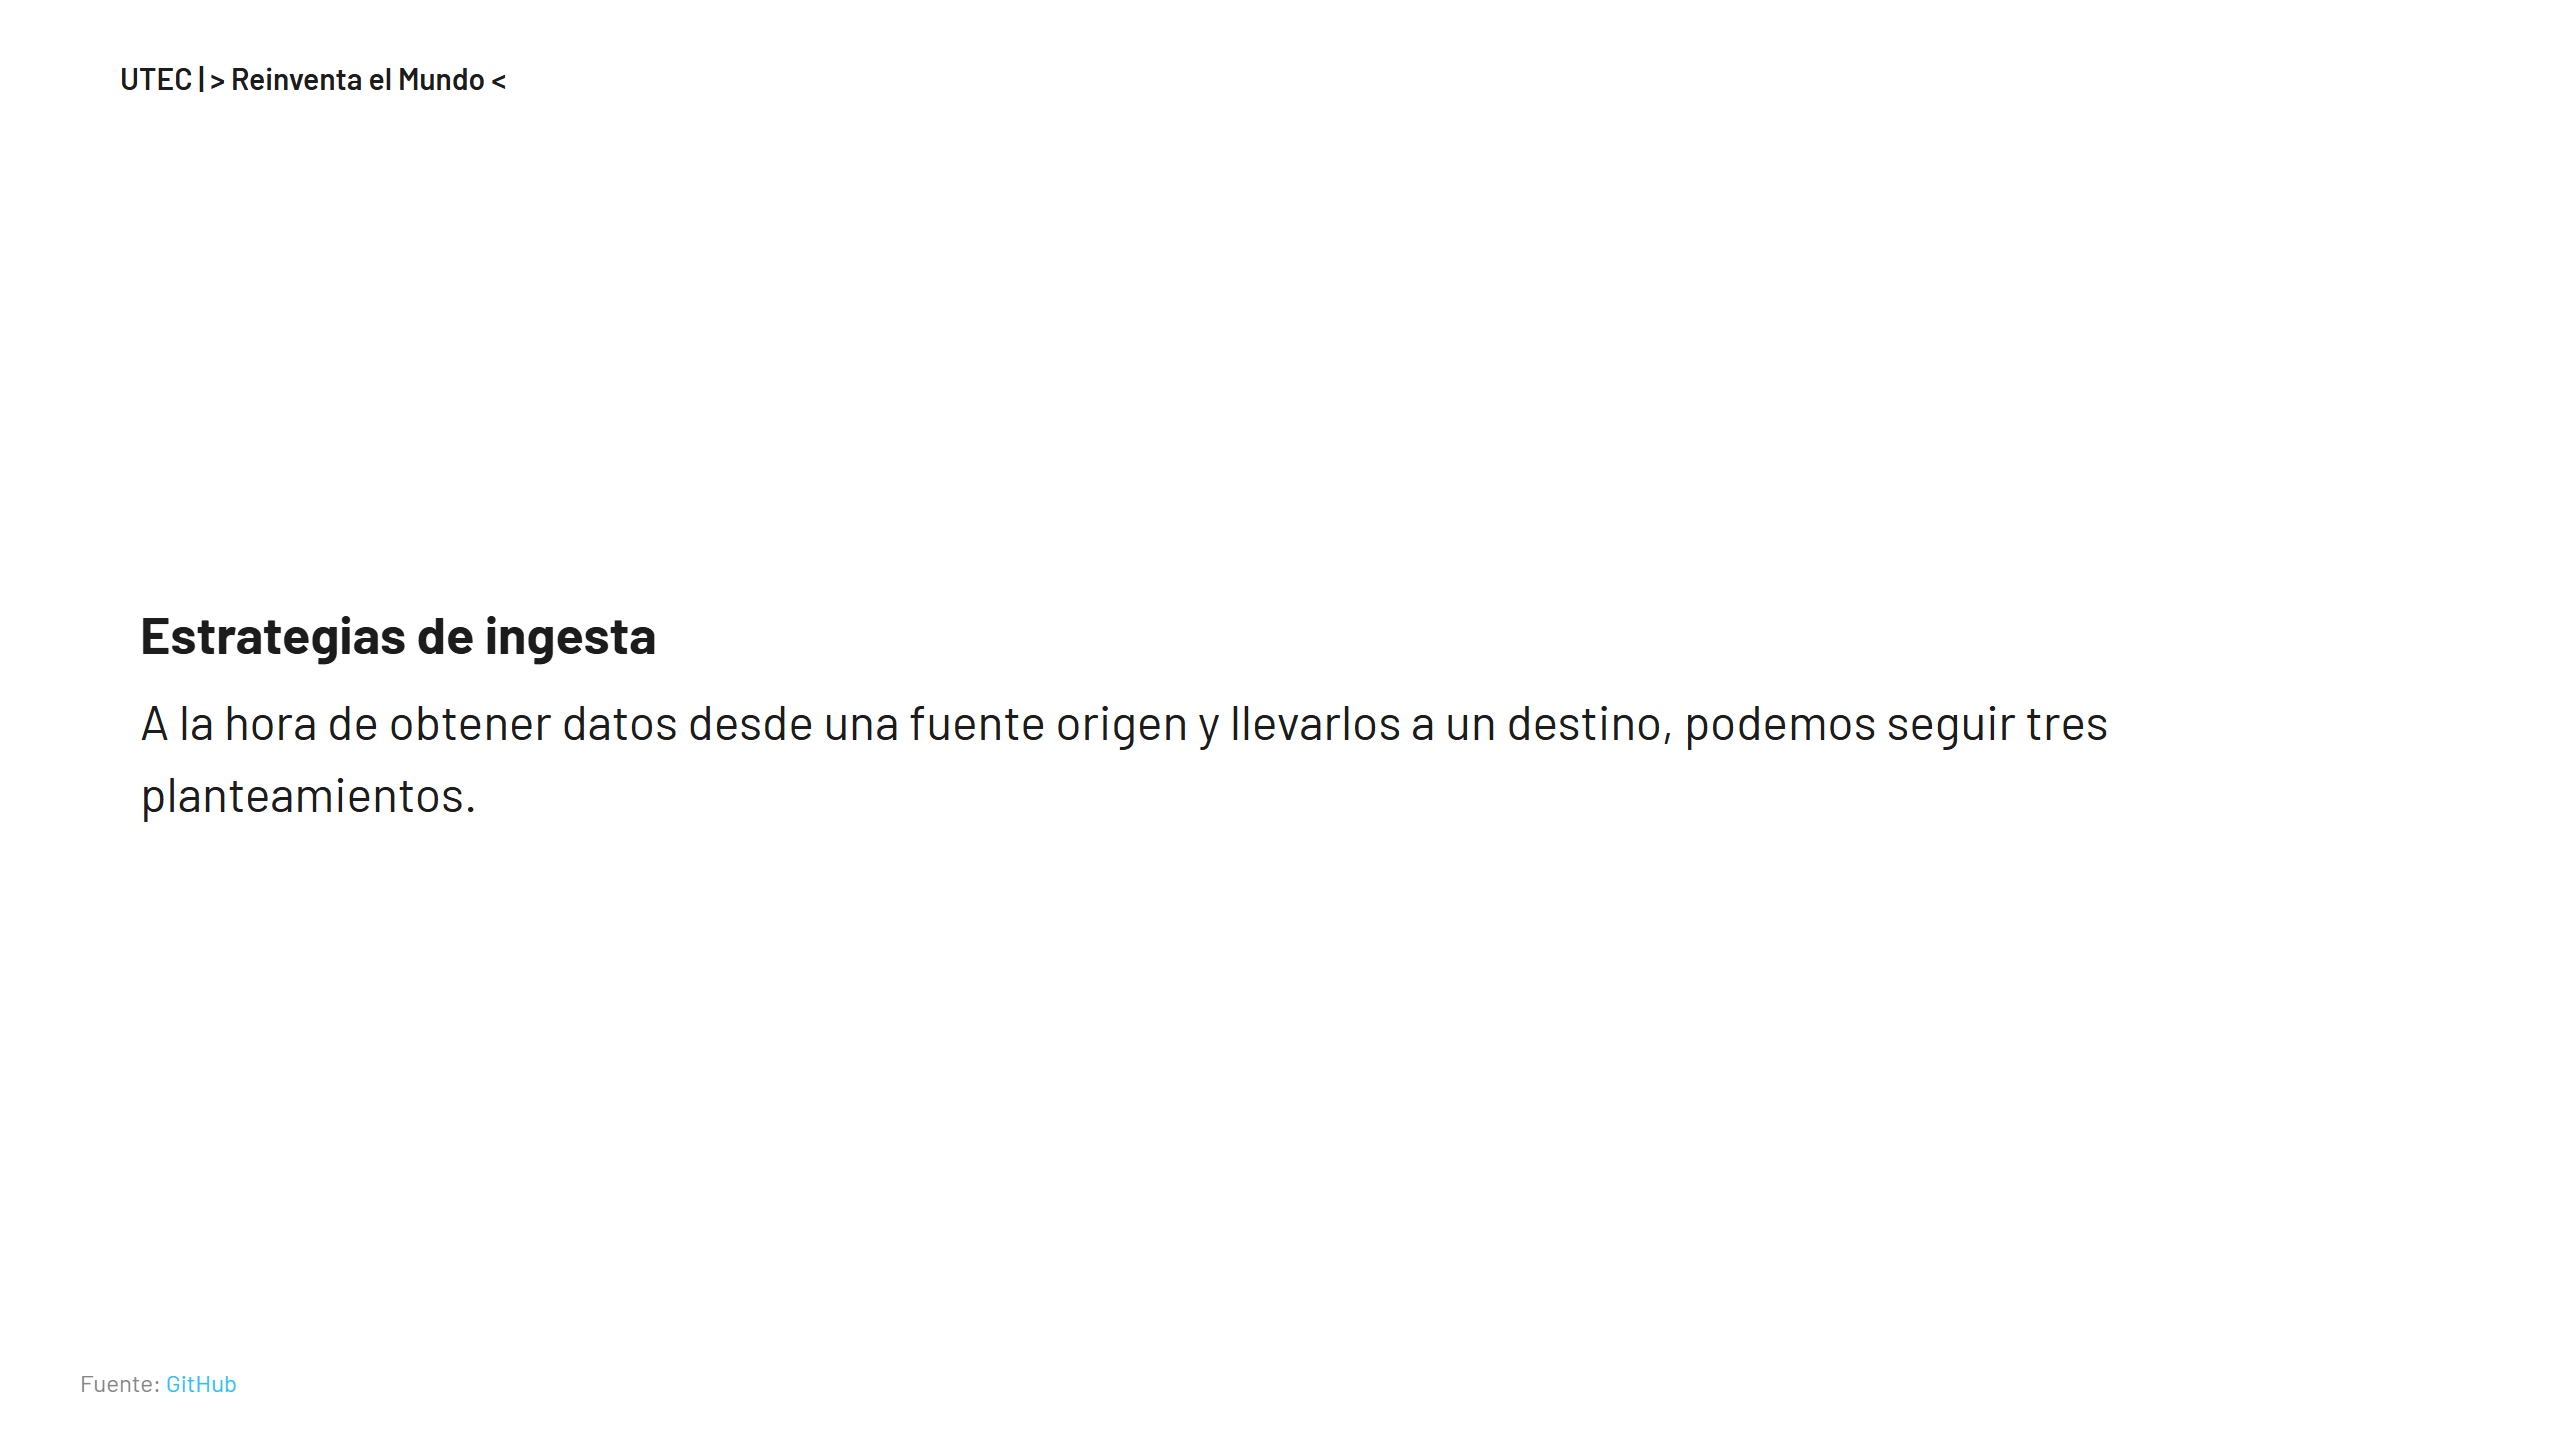 UTEC | > Reinventa el Mundo <
Estrategias de ingesta
A la hora de obtener datos desde una fuente origen y llevarlos a un destino, podemos seguir tres
planteamientos.
Fuente: GitHub